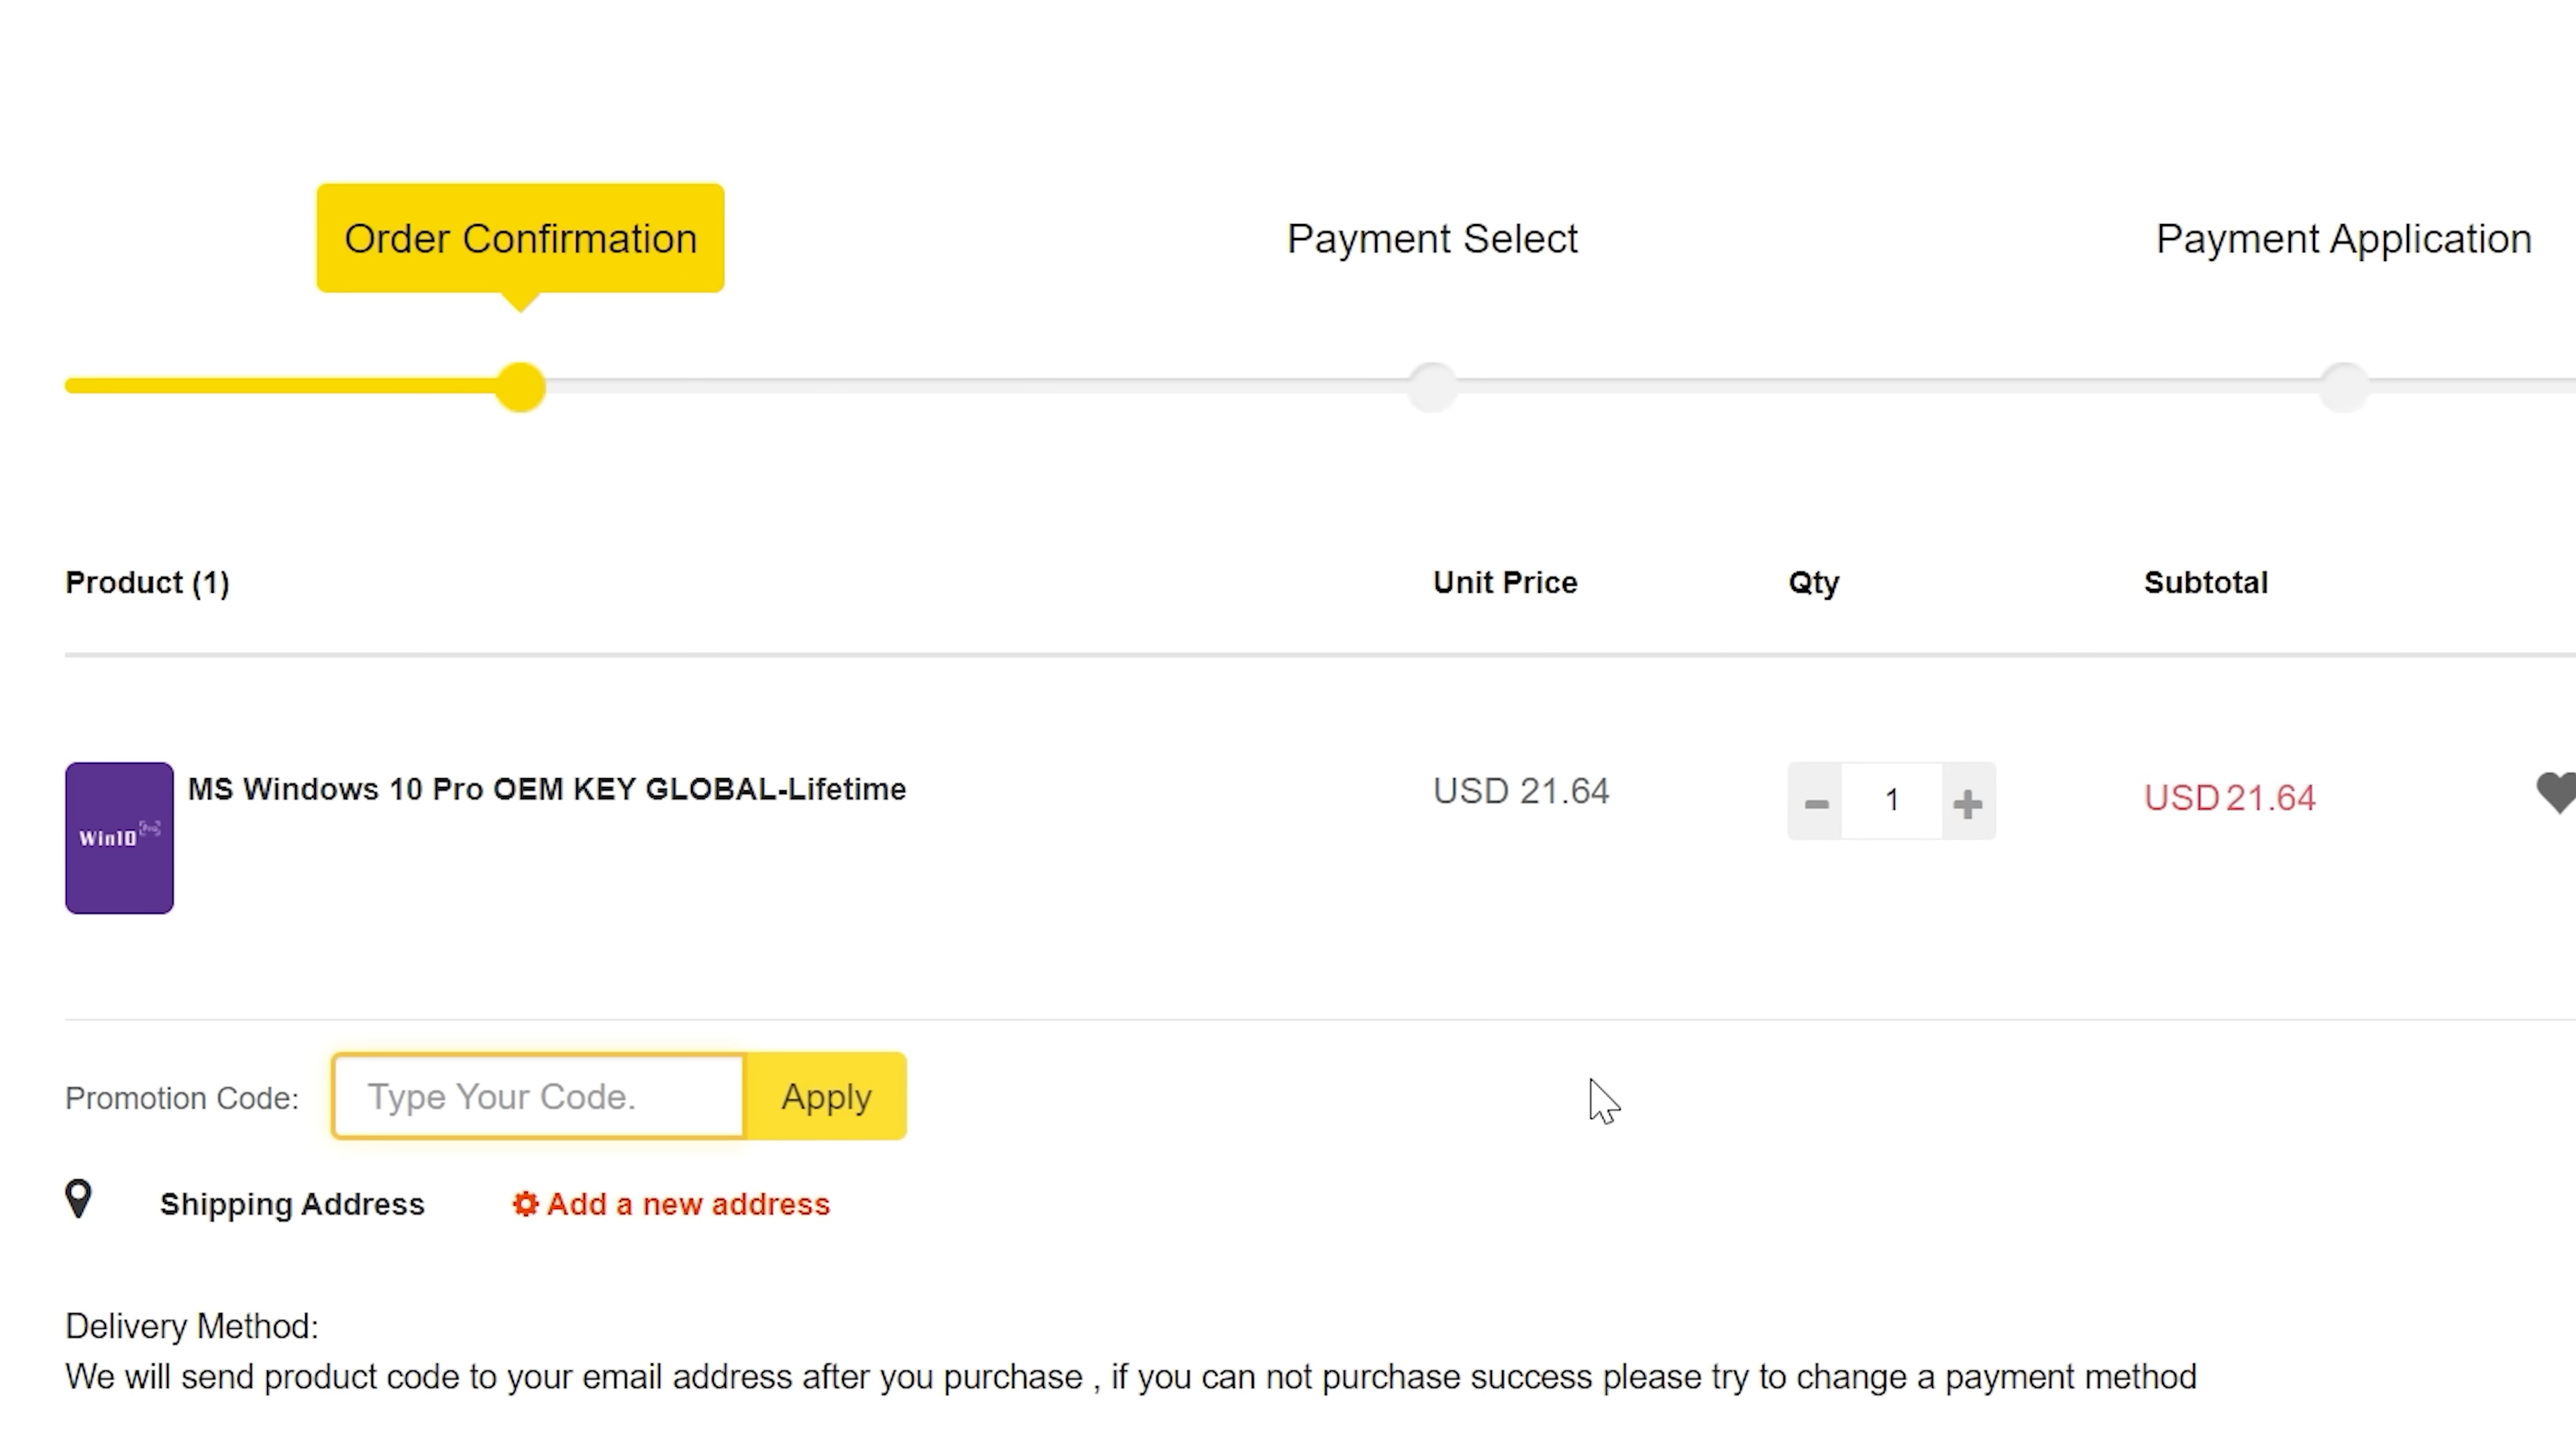 Order Confirmation
Payment Select
Payment Application
Product (1)
Unit Price
Qty
Subtotal
Win10 Pro
MS Windows 10 Pro OEM KEY GLOBAL-Lifetime
USD 21.64
1
USD 21.64
Promotion Code:
Type Your Code.
Apply
Shipping Address
Add a new address
Delivery Method:
We will send product code to your email address after you purchase , if you can not purchase success please try to change a payment method